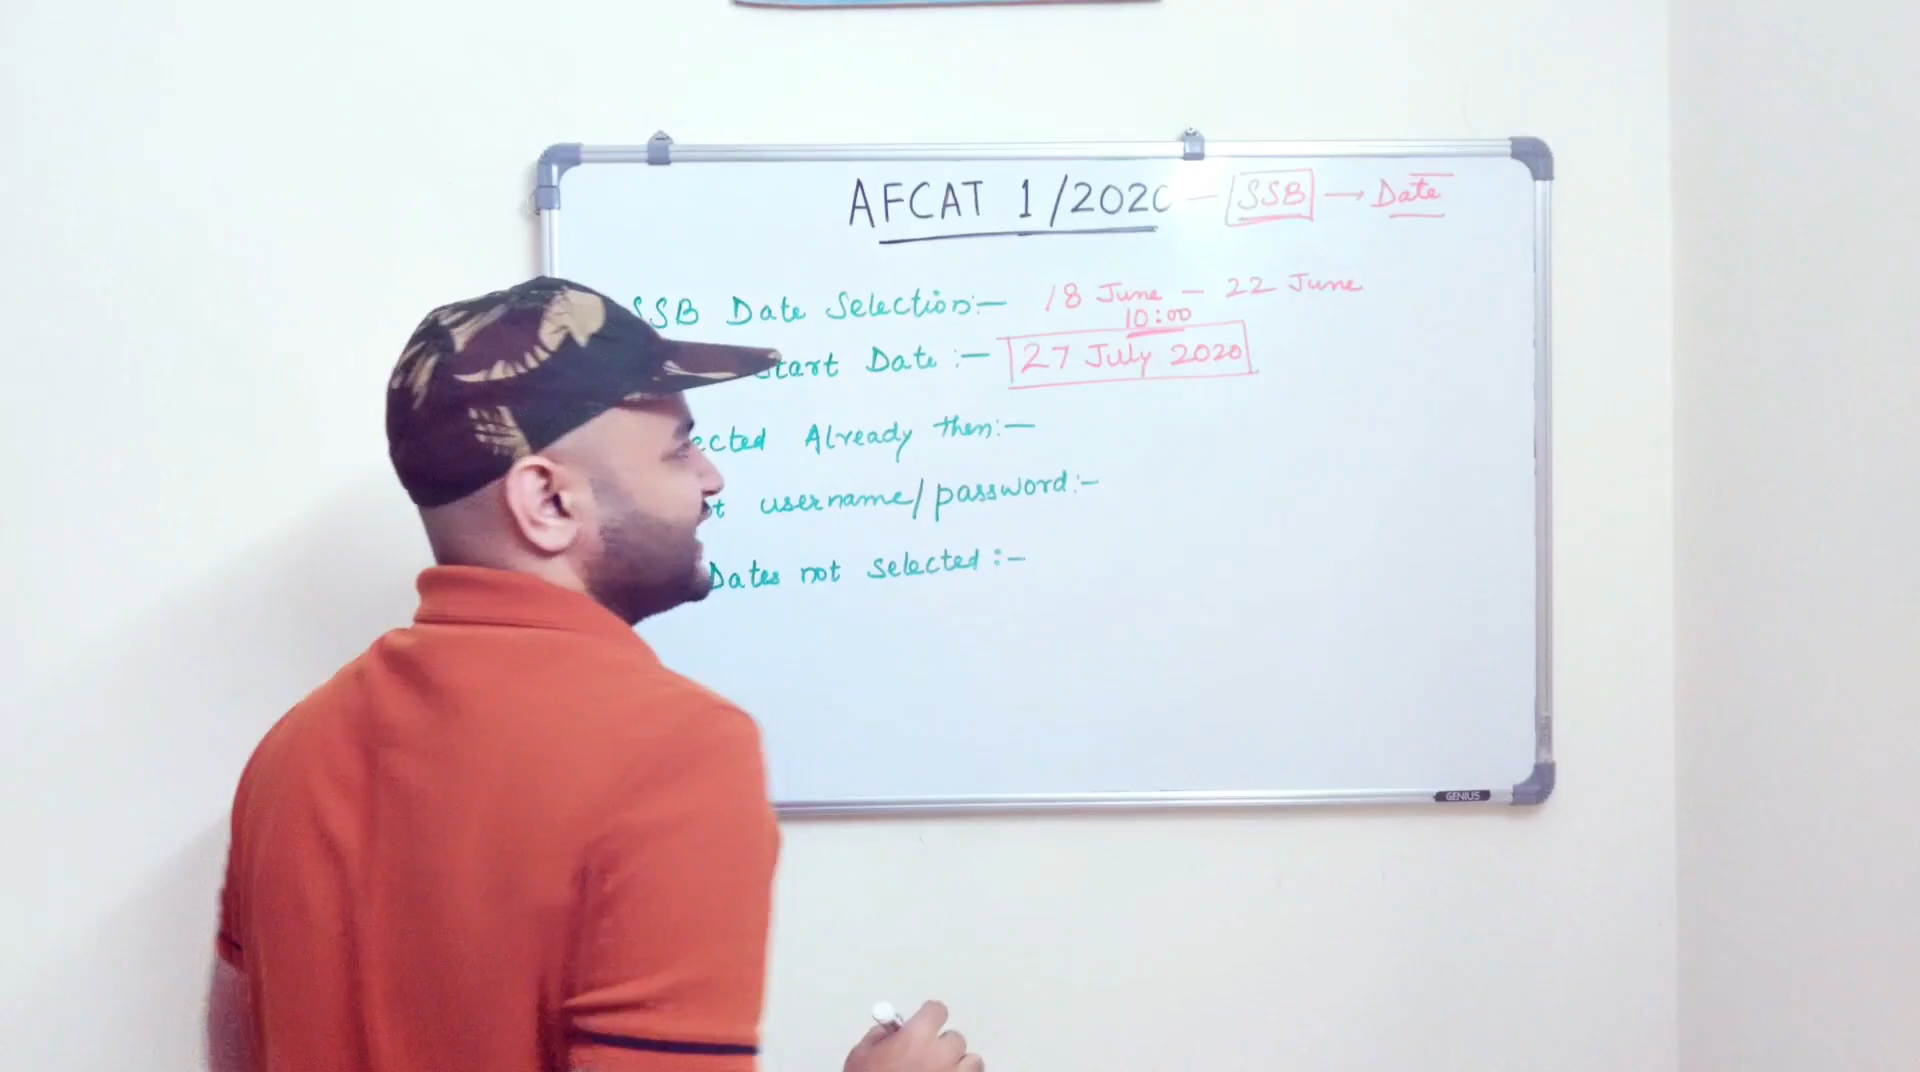 AFCAT 1/2020 - SSB → Date
SSB Date Selection:- 18 June - 22 June
10:00
Start Date:- 27 July 2020
ected Already then:-
username/password:-
Dates not selected:-
GENIUS